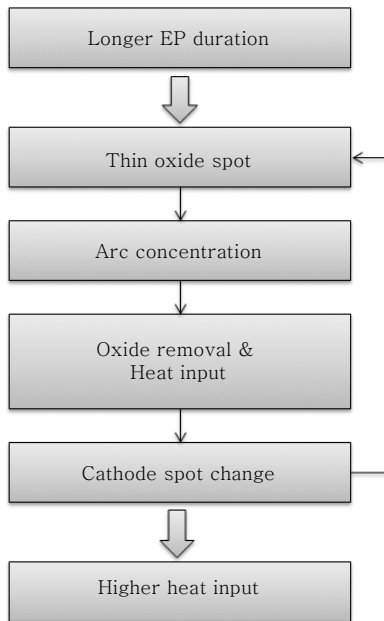 Longer EP duration
Thin oxide spot
Arc concentration
Oxide removal &
Heat input
Cathode spot change
Higher heat input